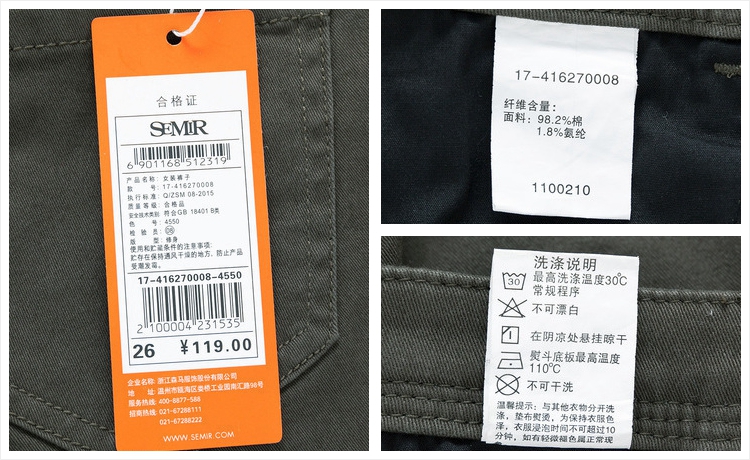 合格证
SEMIR
6 901168 512319
产品名称: 女装裤子
款 号: 17-416270008
执行标准: Q/ZSM 08-2015
质量等级: 合格品
安全技术类别: 符合GB 18401 B类
色 号: 4550
检 验 员: 08
版 型: 修身
使用和贮藏条件的注意事项:
贮存在保持通风干燥的地方, 防止产品
受潮发霉。
17-416270008-4550
2 100004 231535
26 ¥119.00
企业名称: 浙江森马服饰股份有限公司
地 址: 温州市瓯海区娄桥工业园南汇路98号
服务热线: 400-8877-588
招商热线: 021-67288111
021-67288222
WWW.SEMIR.COM
17-416270008
纤维含量:
面料: 98.2%棉
1.8%氨纶
1100210
洗涤说明
30 最高洗涤温度30℃
常规程序
不可漂白
在阴凉处悬挂晾干
熨斗底板最高温度
110℃
不可干洗
温馨提示: 与其他衣物分开洗
涤, 垫布熨烫, 为保持衣服色
泽, 衣服浸泡时间不可超过10
分钟, 如有轻微褪色属正常现